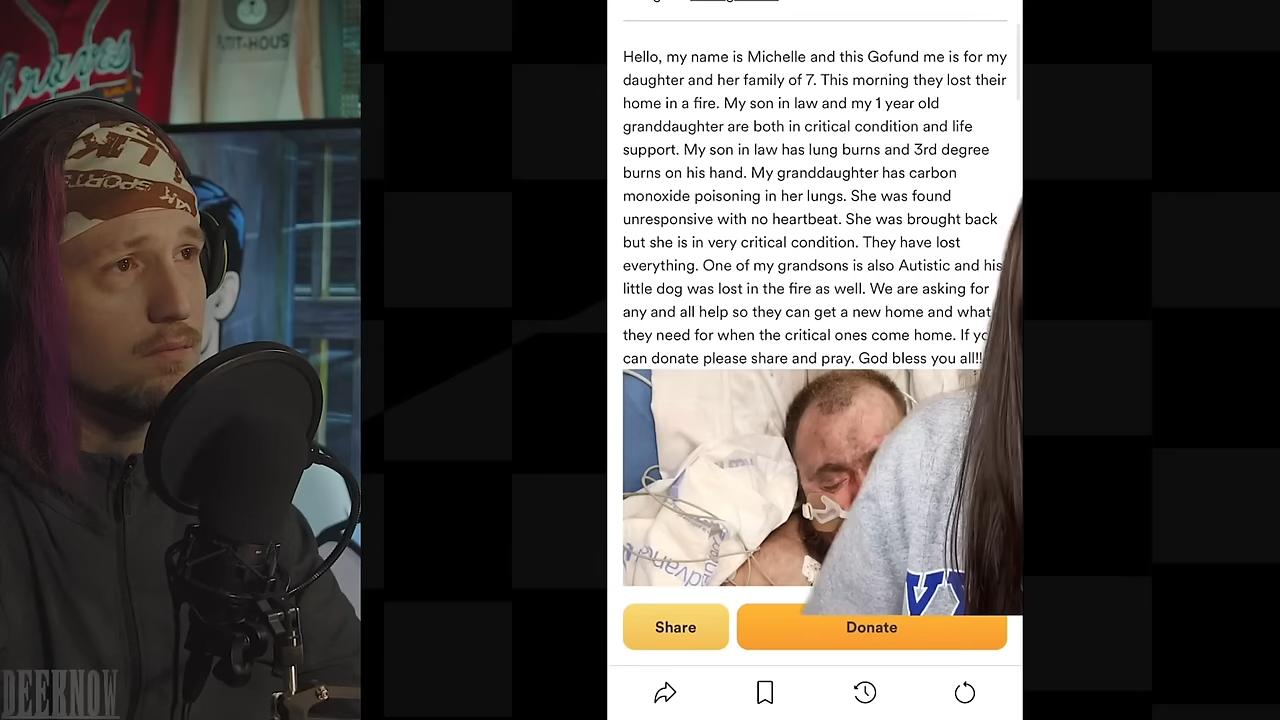 Braves
Hello, my name is Michelle and this Gofund me is for my
daughter and her family of 7. This morning they lost their
home in a fire. My son in law and my 1 year old
granddaughter are both in critical condition and life
support. My son in law has lung burns and 3rd degree
burns on his hand. My granddaughter has carbon
monoxide poisoning in her lungs. She was found
unresponsive with no heartbeat. She was brought back
but she is in very critical condition. They have lost
everything. One of my grandsons is also Autistic and his
little dog was lost in the fire as well. We are asking for
any and all help so they can get a new home and what
they need for when the critical ones come home. If
can donate please share and pray. God bless you all!!
Share
Donate
DEEKNOW